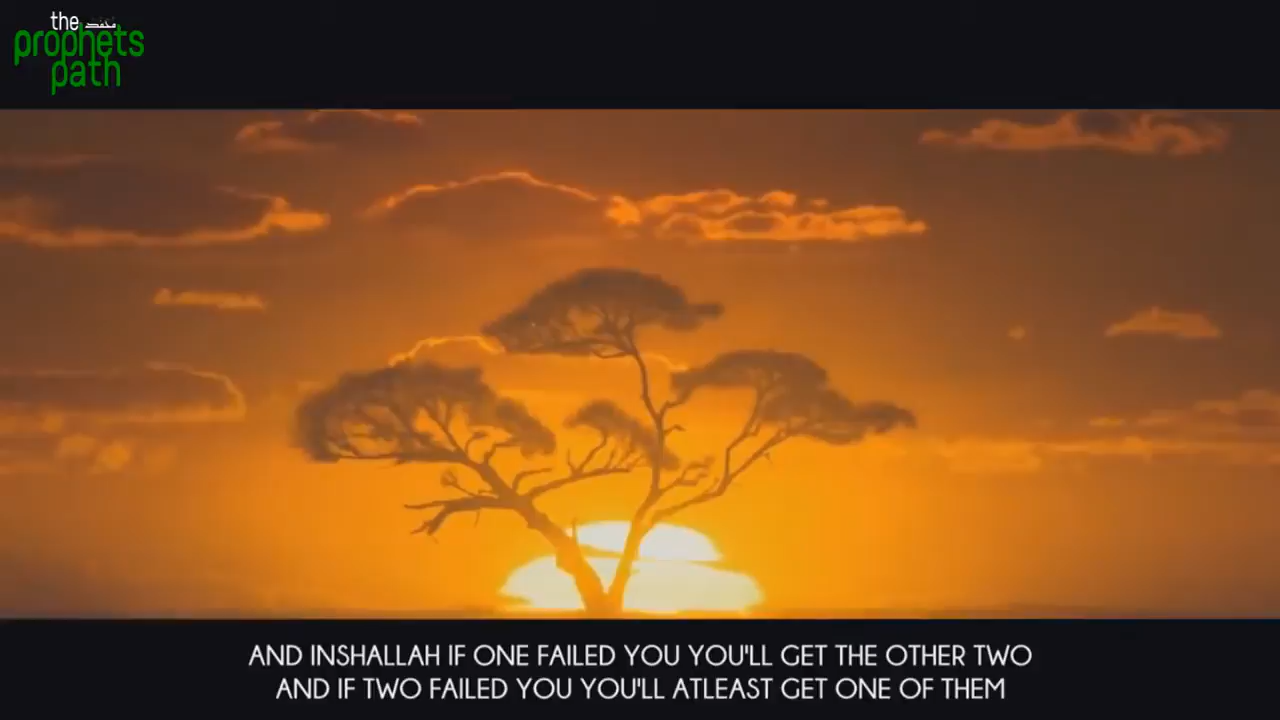 the محمد
prophets
path
AND INSHALLAH IF ONE FAILED YOU YOU'LL GET THE OTHER TWO
AND IF TWO FAILED YOU YOU'LL ATLEAST GET ONE OF THEM